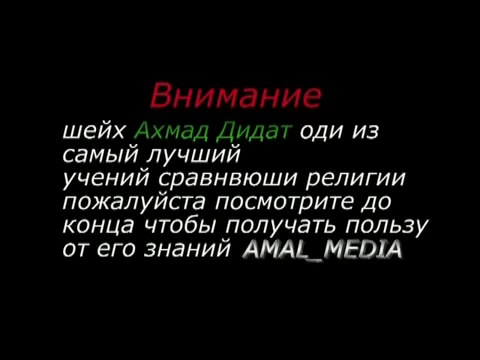 Внимание
шейх Ахмад Дидат оди из
самый лучший
учений сравнвюши религии
пожалуйста посмотрите до
конца чтобы получать пользу
от его знаний AMAL_MEDIA